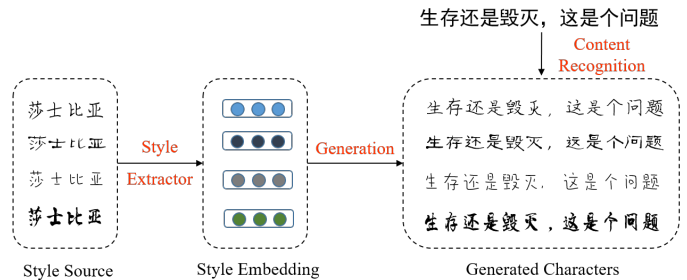 生存还是毁灭，这是个问题
Content
Recognition
莎士比亚
莎士比亚
莎士比亚
莎士比亚
Style
Extractor
Generation
生存还是毁灭，这是个问题
生存还是毁灭，这是个问题
生存还是毁灭，这是个问题
生存还是毁灭，这是个问题
Style Source
Style Embedding
Generated Characters